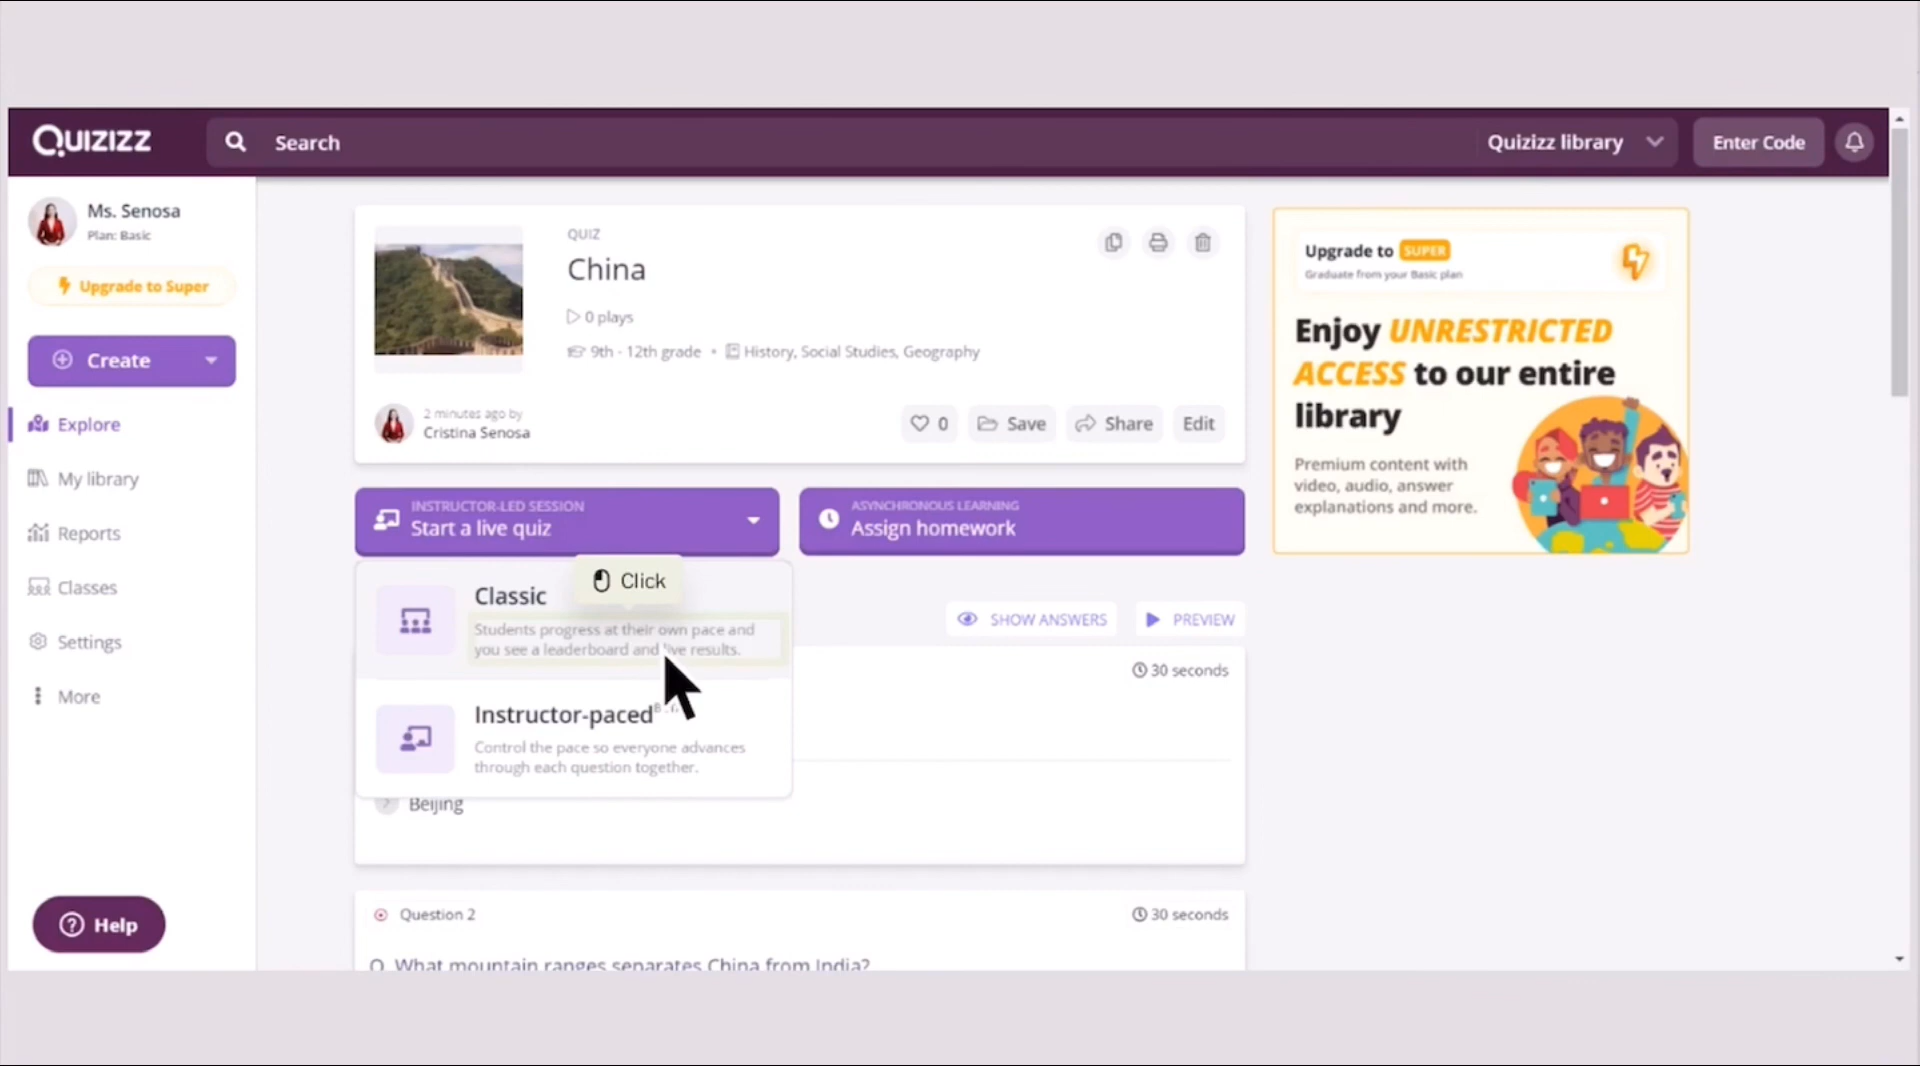 QUIZIZZ
Search
Quizizz library
Enter Code
Ms. Senosa
Plan: Basic
Upgrade to Super
Create
Explore
My library
Reports
Classes
Settings
More
Help
QUIZ
China
0 plays
9th - 12th grade • History, Social Studies, Geography
2 minutes ago by
Cristina Senosa
0
Save
Share
Edit
INSTRUCTOR-LED SESSION
Start a live quiz
ASYNCHRONOUS LEARNING
Assign homework
Click
Classic
Students progress at their own pace and
you see a leaderboard and live results.
Instructor-paced
Control the pace so everyone advances
through each question together.
SHOW ANSWERS
PREVIEW
30 seconds
Beijing
Question 2
30 seconds
Q. What mountain ranges separates China from India?
Upgrade to SUPER
Graduate from your Basic plan
Enjoy UNRESTRICTED
ACCESS to our entire
library
Premium content with
video, audio, answer
explanations and more.